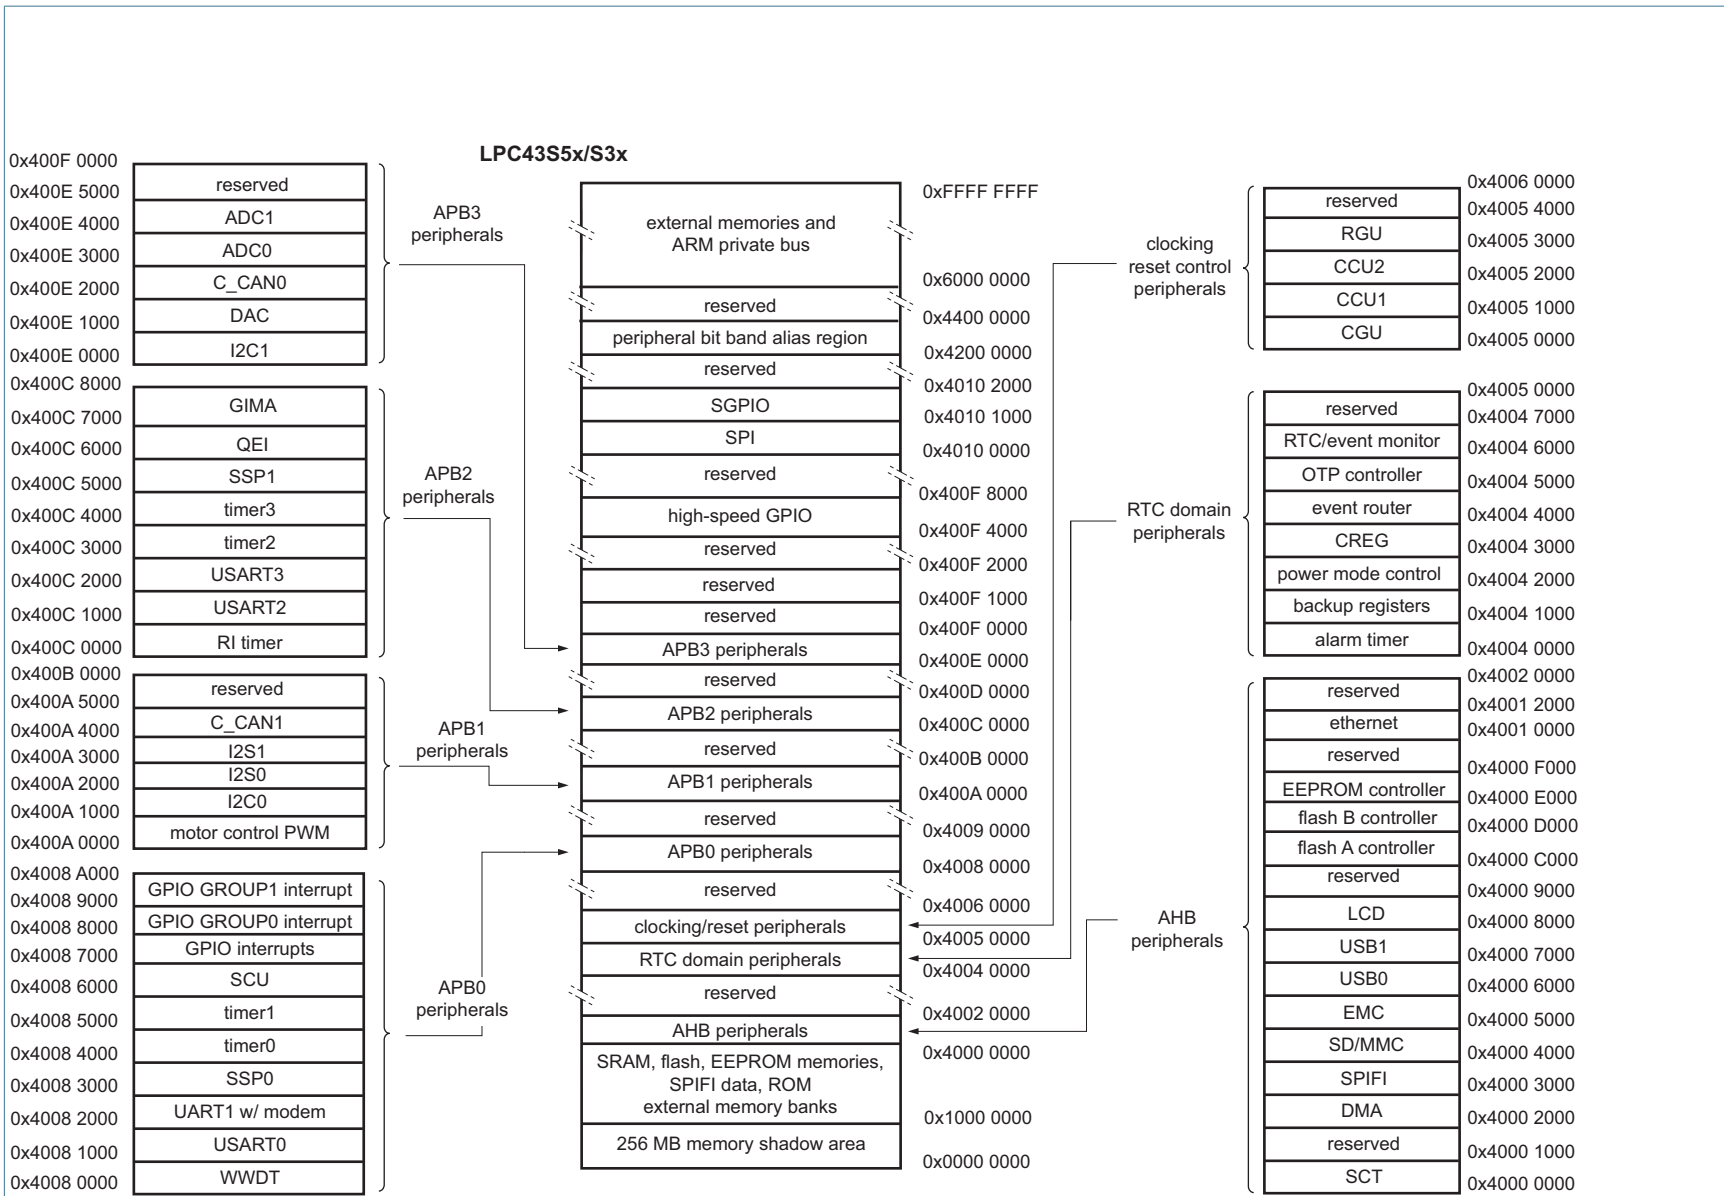 LPC43S5x/S3x
0x400F 0000
reserved
0x400E 5000
ADC1
0x400E 4000
ADC0
0x400E 3000
C_CAN0
0x400E 2000
DAC
0x400E 1000
I2C1
0x400E 0000
APB3
peripherals
0x400C 8000
GIMA
0x400C 7000
QEI
0x400C 6000
SSP1
0x400C 5000
timer3
0x400C 4000
timer2
0x400C 3000
USART3
0x400C 2000
USART2
0x400C 1000
RI timer
0x400C 0000
APB2
peripherals
0x400B 0000
reserved
0x400A 5000
C_CAN1
0x400A 4000
I2S1
0x400A 3000
I2S0
0x400A 2000
I2C0
0x400A 1000
motor control PWM
0x400A 0000
APB1
peripherals
0x4008 A000
GPIO GROUP1 interrupt
0x4008 9000
GPIO GROUP0 interrupt
0x4008 8000
GPIO interrupts
0x4008 7000
SCU
0x4008 6000
timer1
0x4008 5000
timer0
0x4008 4000
SSP0
0x4008 3000
UART1 w/ modem
0x4008 2000
USART0
0x4008 1000
WWDT
0x4008 0000
APB0
peripherals
0xFFFF FFFF
external memories and
ARM private bus
0x6000 0000
reserved
0x4400 0000
peripheral bit band alias region
0x4200 0000
reserved
0x4010 2000
SGPIO
0x4010 1000
SPI
0x4010 0000
reserved
0x400F 8000
high-speed GPIO
0x400F 4000
reserved
0x400F 2000
reserved
0x400F 1000
reserved
0x400F 0000
APB3 peripherals
0x400E 0000
reserved
0x400D 0000
APB2 peripherals
0x400C 0000
reserved
0x400B 0000
APB1 peripherals
0x400A 0000
reserved
0x4009 0000
APB0 peripherals
0x4008 0000
reserved
0x4006 0000
clocking/reset peripherals
0x4005 0000
RTC domain peripherals
0x4004 0000
reserved
0x4002 0000
AHB peripherals
0x4000 0000
SRAM, flash, EEPROM memories,
SPIFI data, ROM
external memory banks
0x1000 0000
256 MB memory shadow area
0x0000 0000
clocking
reset control
peripherals
0x4006 0000
reserved
0x4005 4000
RGU
0x4005 3000
CCU2
0x4005 2000
CCU1
0x4005 1000
CGU
0x4005 0000
RTC domain
peripherals
0x4005 0000
reserved
0x4004 7000
RTC/event monitor
0x4004 6000
OTP controller
0x4004 5000
event router
0x4004 4000
CREG
0x4004 3000
power mode control
0x4004 2000
backup registers
0x4004 1000
alarm timer
0x4004 0000
AHB
peripherals
0x4002 0000
reserved
0x4001 2000
ethernet
0x4001 0000
reserved
0x4000 F000
EEPROM controller
0x4000 E000
flash B controller
0x4000 D000
flash A controller
0x4000 C000
reserved
0x4000 9000
LCD
0x4000 8000
USB1
0x4000 7000
USB0
0x4000 6000
EMC
0x4000 5000
SD/MMC
0x4000 4000
SPIFI
0x4000 3000
DMA
0x4000 2000
reserved
0x4000 1000
SCT
0x4000 0000